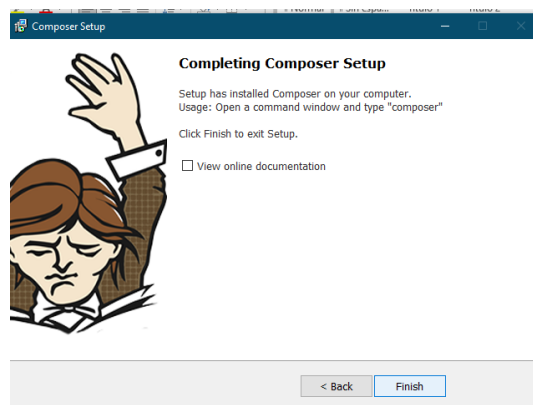 Composer Setup
Completing Composer Setup
Setup has installed Composer on your computer.
Usage: Open a command window and type "composer"
Click Finish to exit Setup.
View online documentation
< Back
Finish